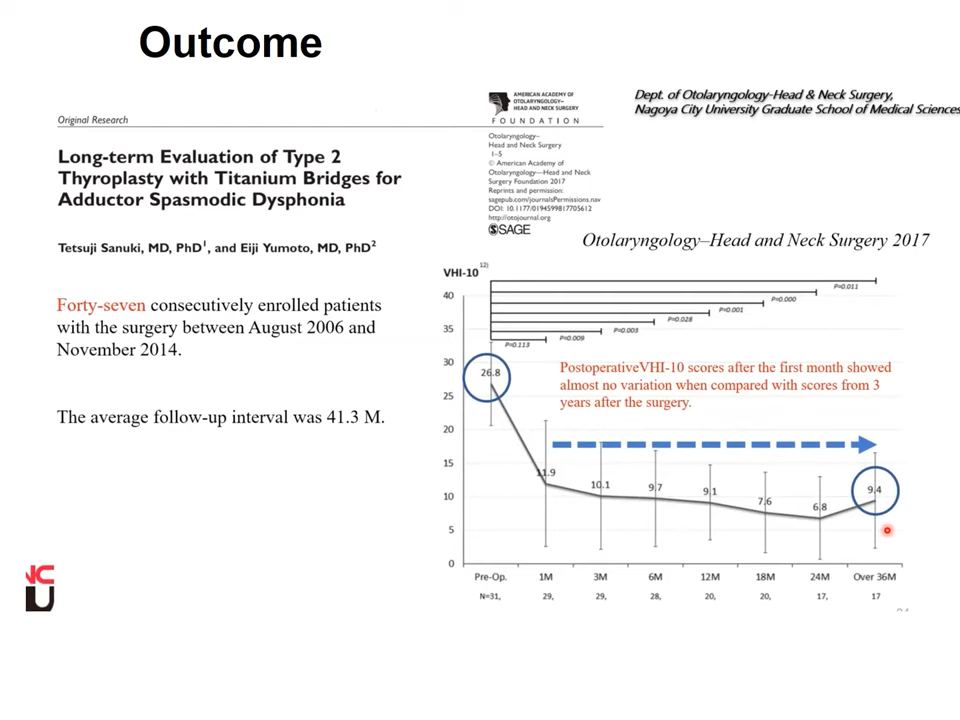 Outcome
Original Research
Long-term Evaluation of Type 2
Thyroplasty with Titanium Bridges for
Adductor Spasmodic Dysphonia
Tetsuji Sanuki, MD, PhD1, and Eiji Yumoto, MD, PhD2
AMERICAN ACADEMY OF
OTOLARYNGOLOGY–
HEAD AND NECK SURGERY
FOUNDATION
Otolaryngology–
Head and Neck Surgery
1–5
© American Academy of
Otolaryngology—Head and Neck
Surgery Foundation 2017
Reprints and permission:
sagepub.com/journalsPermissions.nav
DOI: 10.1177/0194599817705612
http://otojournal.org
SAGE
Dept. of Otolaryngology-Head & Neck Surgery,
Nagoya City University Graduate School of Medical Sciences
Otolaryngology–Head and Neck Surgery 2017
Forty-seven consecutively enrolled patients
with the surgery between August 2006 and
November 2014.
The average follow-up interval was 41.3 M.
VHI-10 12)
P=0.011
P=0.000
P=0.001
P=0.028
P=0.003
P=0.009
P=0.113
PostoperativeVHI-10 scores after the first month showed
almost no variation when compared with scores from 3
years after the surgery.
40
35
30
25
20
15
10
5
0
26.8
11.9
10.1
9.7
9.1
7.6
6.8
9.4
Pre-Op. 1M 3M 6M 12M 18M 24M Over 36M
N=31, 29, 29, 28, 20, 20, 17, 17
NC
U